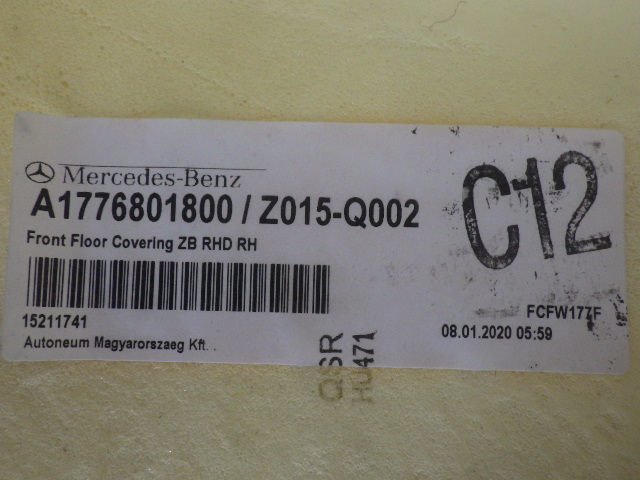 Mercedes-Benz
A1776801800 / Z015-Q002
Front Floor Covering ZB RHD RH
C12
15211741
Autoneum Magyarorszaeg Kft.
FCFW177F
08.01.2020 05:59
QSR
HU471